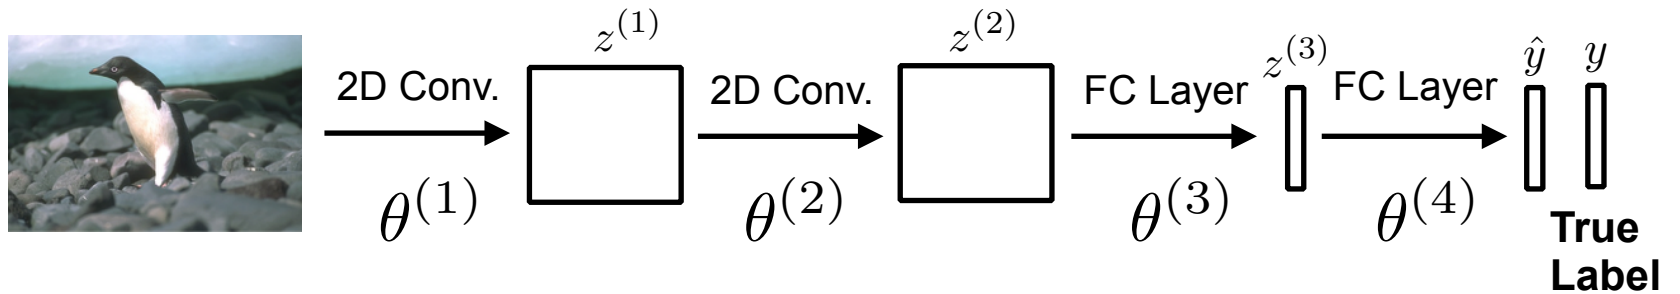 z^{(1)}
z^{(2)}
z^{(3)}
ŷ
y
2D Conv.
2D Conv.
FC Layer
FC Layer
θ^{(1)}
θ^{(2)}
θ^{(3)}
θ^{(4)}
True
Label